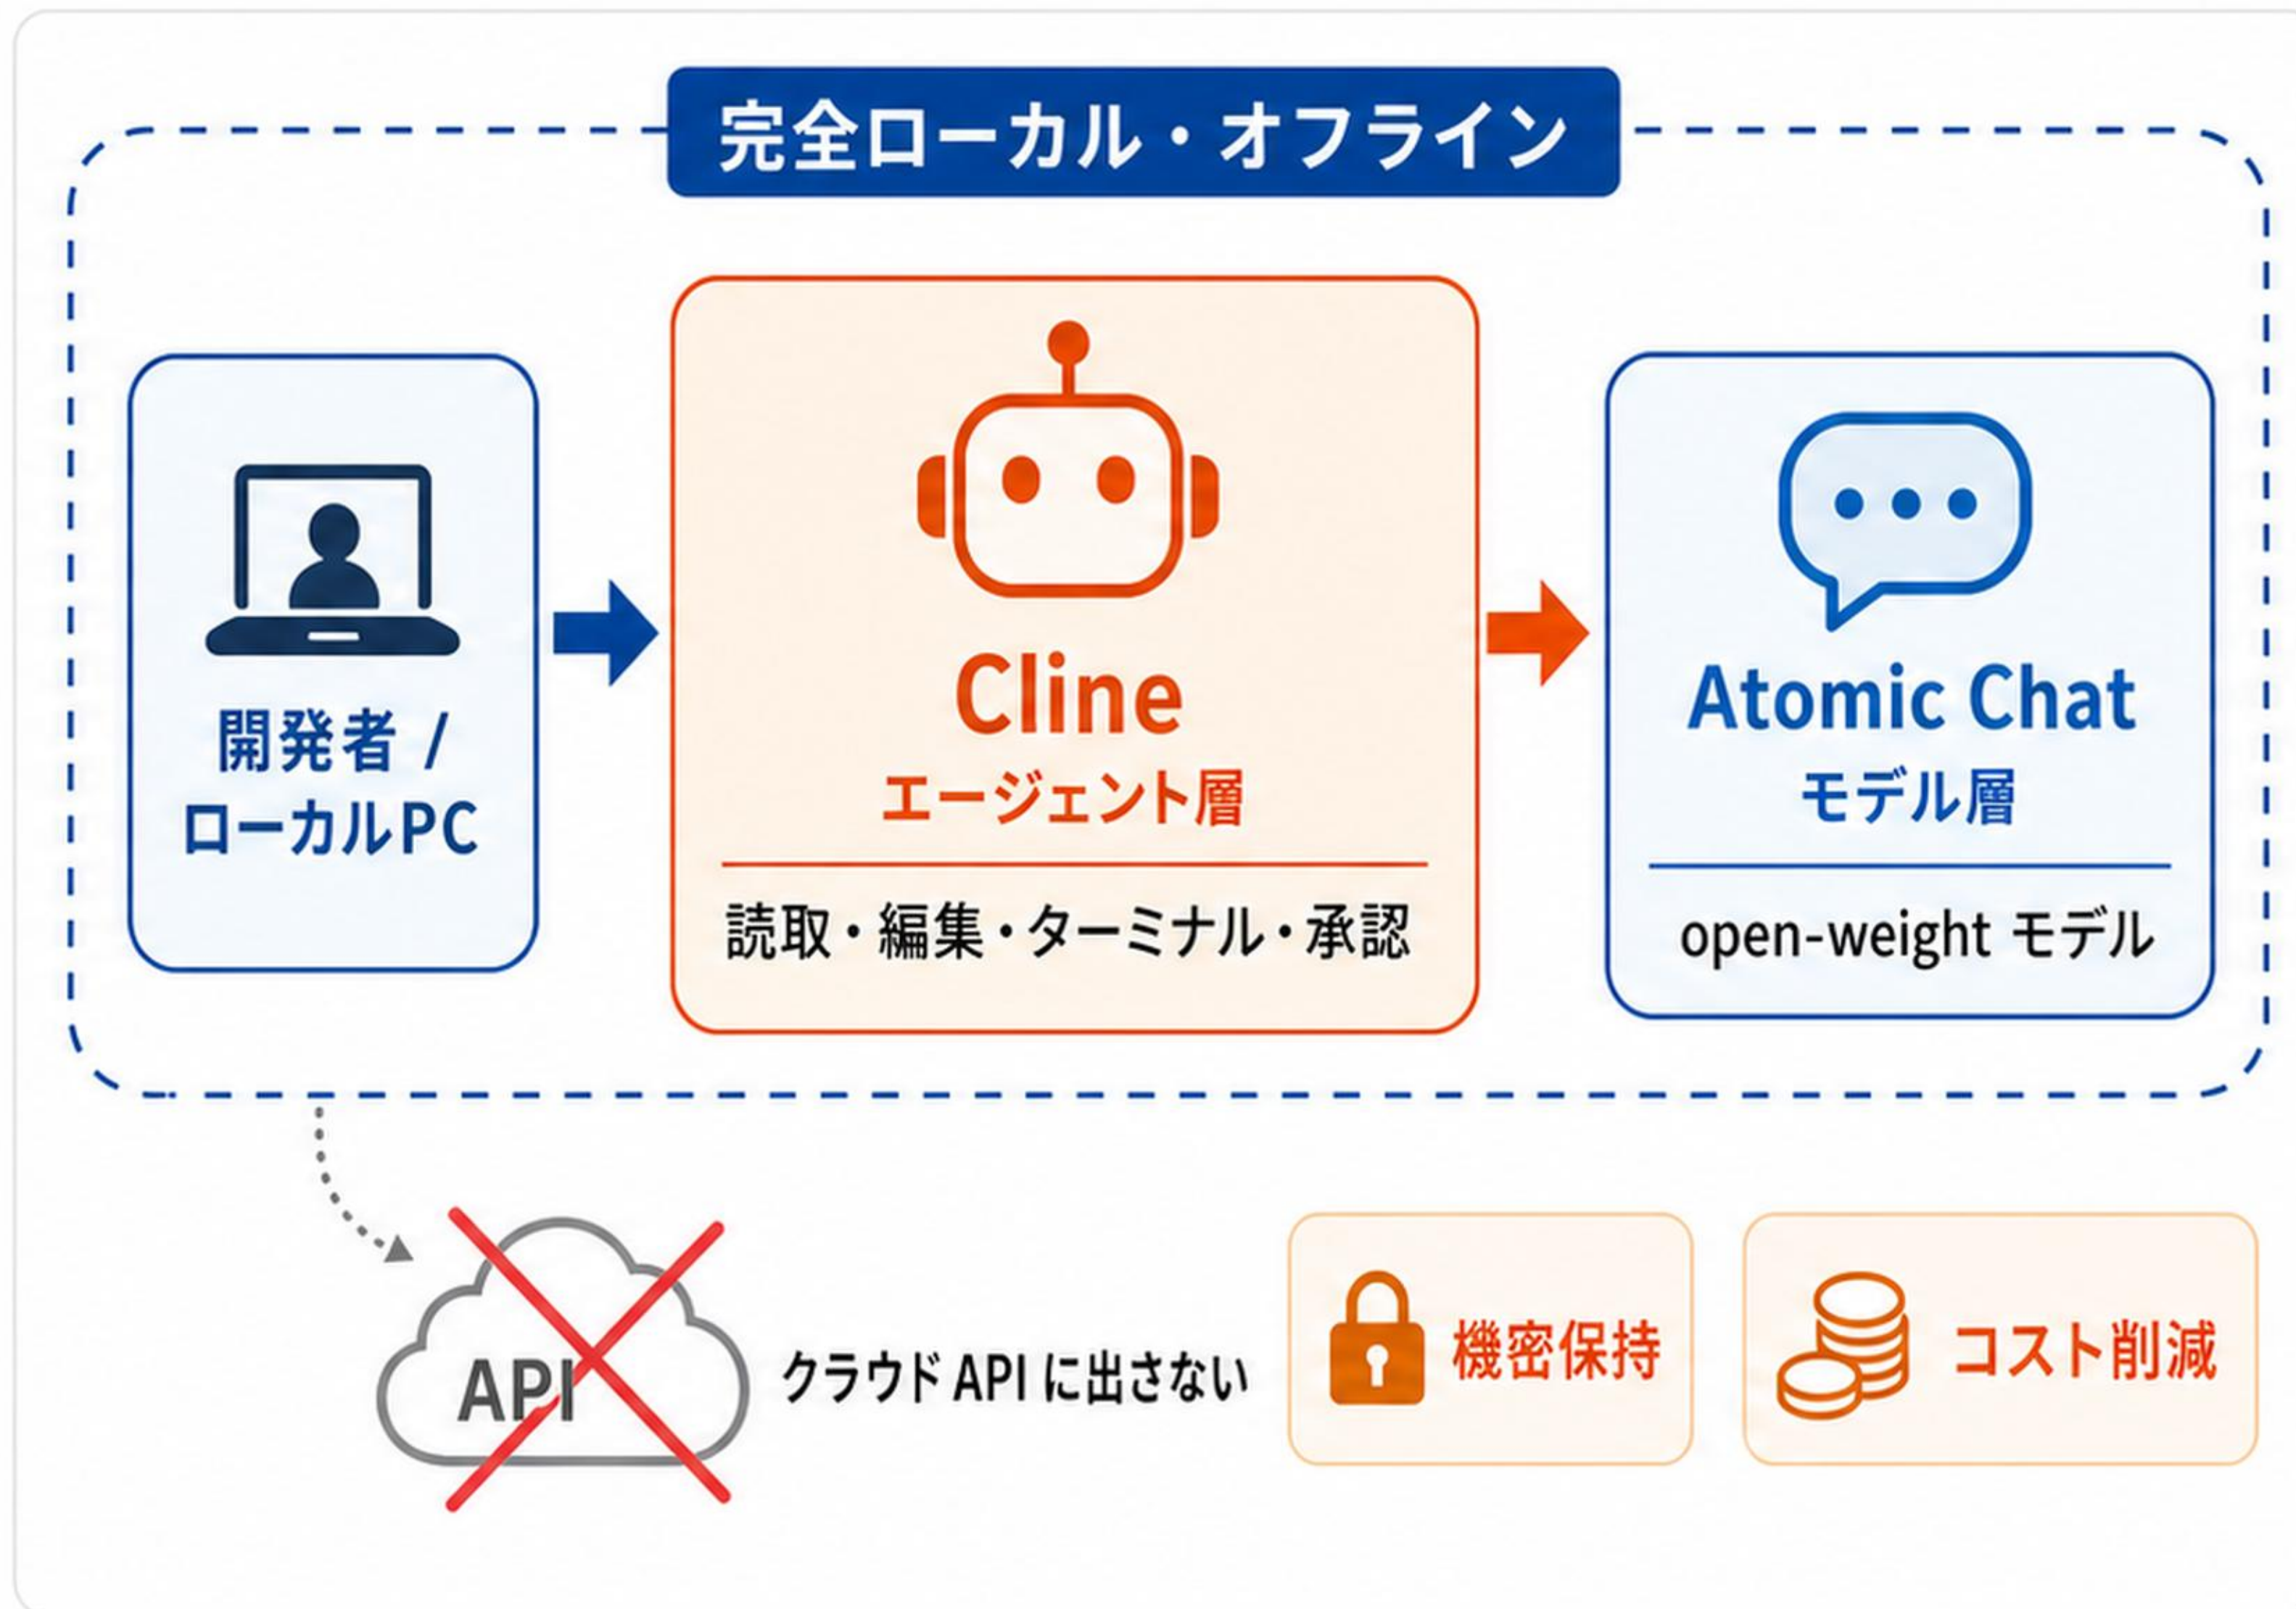 完全ローカル・オフライン
開発者 /
ローカルPC
Cline
エージェント層
読取・編集・ターミナル・承認
Atomic Chat
モデル層
open-weight モデル
API
クラウド API に出さない
機密保持
コスト削減